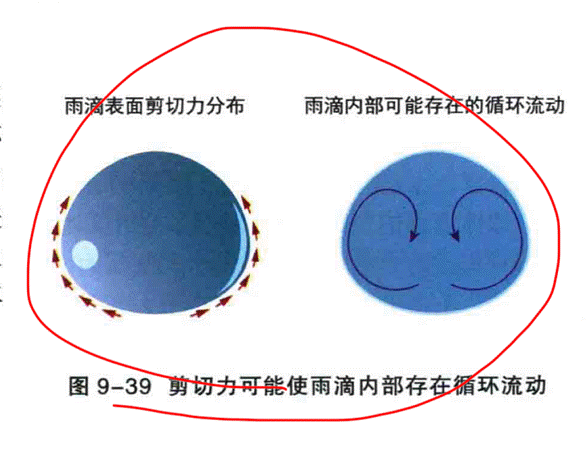 雨滴表面剪切力分布
雨滴内部可能存在的循环流动
图 9-39 剪切力可能使雨滴内部存在循环流动